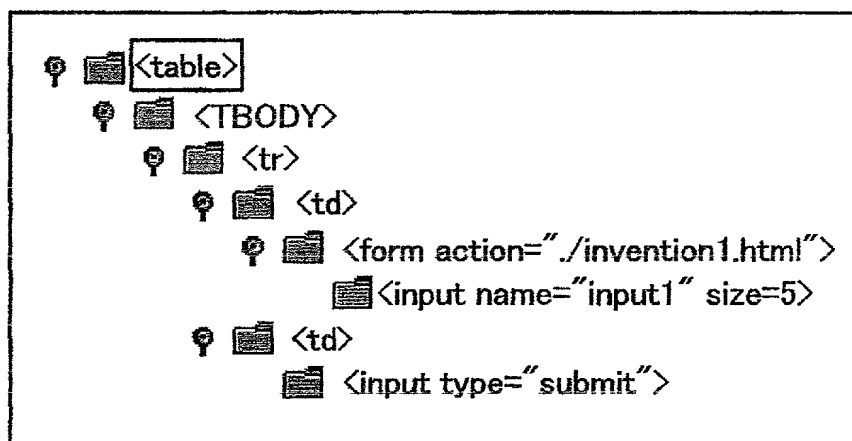 <table>
<TBODY>
<tr>
<td>
<form action="./invention1.html">
<input name="input1" size=5>
<td>
<input type="submit">